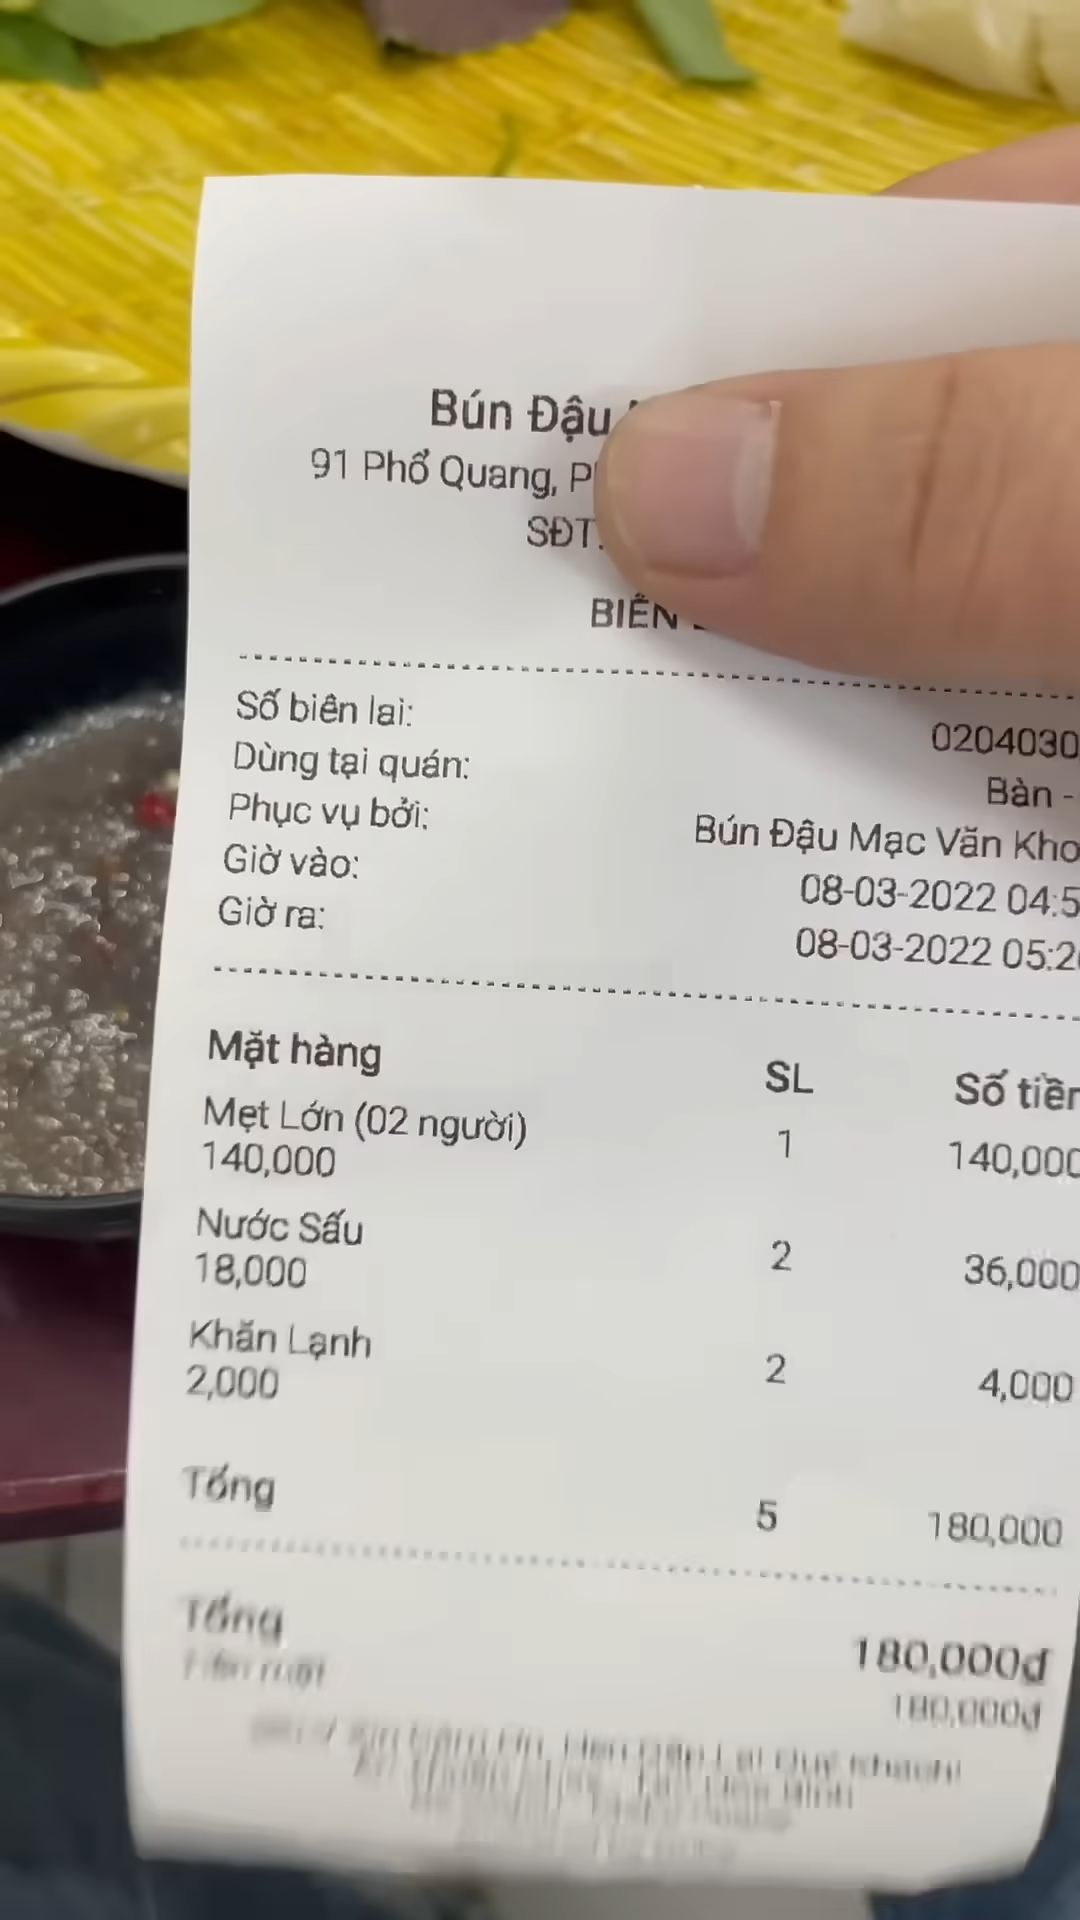 Bún Đậu
91 Phổ Quang,
SĐT:
BIÊN
Số biên lai: 0204030
Dùng tại quán: Bàn -
Phục vụ bởi: Bún Đậu Mạc Văn Kho
Giờ vào: 08-03-2022 04:5
Giờ ra: 08-03-2022 05:2
Mặt hàng SL Số tiền
Mẹt Lớn (02 người) 1 140,000
140,000
Nước Sấu 2 36,000
18,000
Khăn Lạnh 2 4,000
2,000
Tổng 5 180,000
Tổng 180,000đ
Tiền mặt 180,000đ